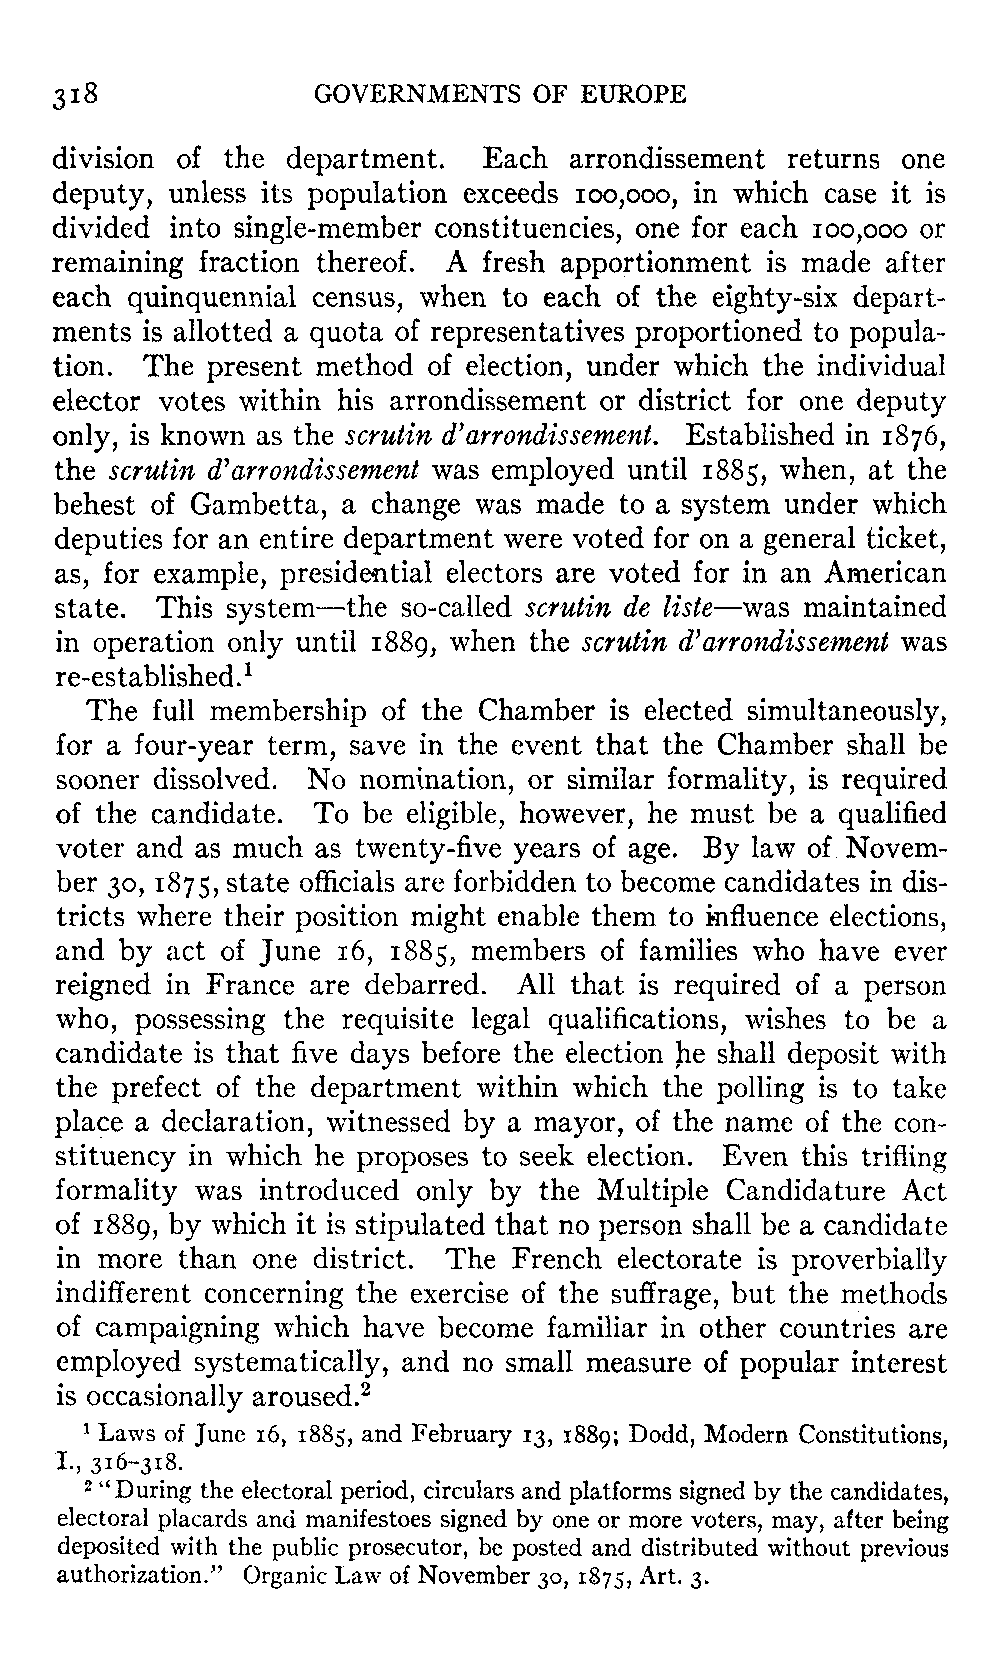 318 GOVERNMENTS OF EUROPE
division of the department. Each arrondissement returns one
deputy, unless its population exceeds 100,000, in which case it is
divided into single-member constituencies, one for each 100,000 or
remaining fraction thereof. A fresh apportionment is made after
each quinquennial census, when to each of the eighty-six depart-
ments is allotted a quota of representatives proportioned to popula-
tion. The present method of election, under which the individual
elector votes within his arrondissement or district for one deputy
only, is known as the scrutin d'arrondissement. Established in 1876,
the scrutin d'arrondissement was employed until 1885, when, at the
behest of Gambetta, a change was made to a system under which
deputies for an entire department were voted for on a general ticket,
as, for example, presidential electors are voted for in an American
state. This system—the so-called scrutin de liste—was maintained
in operation only until 1889, when the scrutin d'arrondissement was
re-established.¹
The full membership of the Chamber is elected simultaneously,
for a four-year term, save in the event that the Chamber shall be
sooner dissolved. No nomination, or similar formality, is required
of the candidate. To be eligible, however, he must be a qualified
voter and as much as twenty-five years of age. By law of Novem-
ber 30, 1875, state officials are forbidden to become candidates in dis-
tricts where their position might enable them to influence elections,
and by act of June 16, 1885, members of families who have ever
reigned in France are debarred. All that is required of a person
who, possessing the requisite legal qualifications, wishes to be a
candidate is that five days before the election he shall deposit with
the prefect of the department within which the polling is to take
place a declaration, witnessed by a mayor, of the name of the con-
stituency in which he proposes to seek election. Even this trifling
formality was introduced only by the Multiple Candidature Act
of 1889, by which it is stipulated that no person shall be a candidate
in more than one district. The French electorate is proverbially
indifferent concerning the exercise of the suffrage, but the methods
of campaigning which have become familiar in other countries are
employed systematically, and no small measure of popular interest
is occasionally aroused.²
¹ Laws of June 16, 1885, and February 13, 1889; Dodd, Modern Constitutions,
I., 316–318.
² "During the electoral period, circulars and platforms signed by the candidates,
electoral placards and manifestoes signed by one or more voters, may, after being
deposited with the public prosecutor, be posted and distributed without previous
authorization." Organic Law of November 30, 1875, Art. 3.